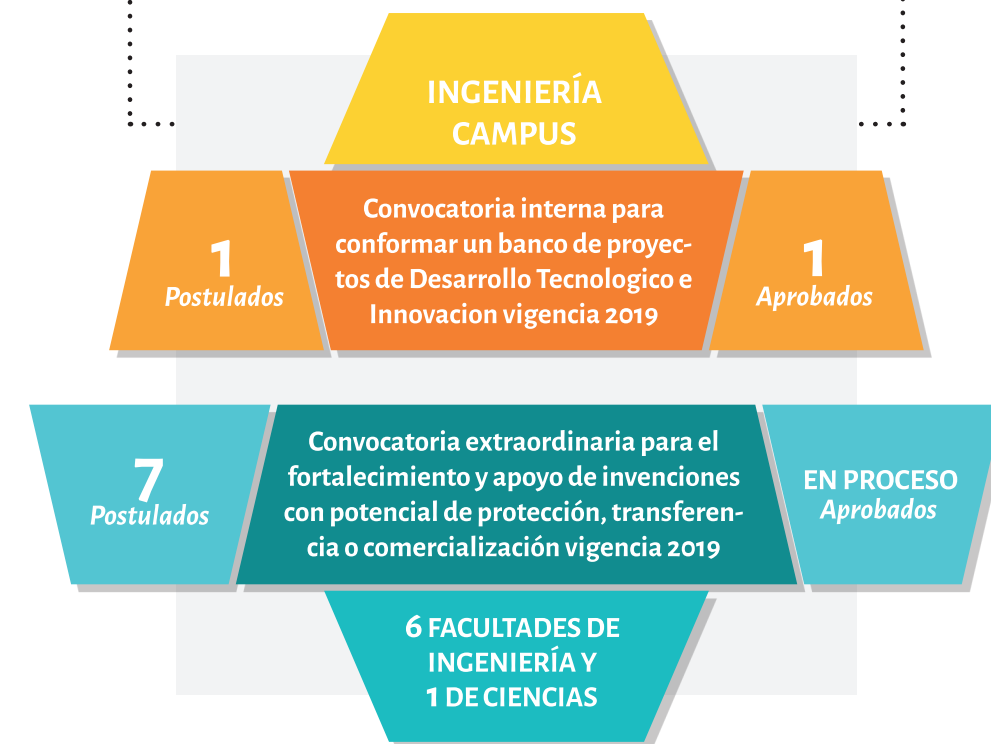 INGENIERÍA
CAMPUS
1
Postulados
Convocatoria interna para
conformar un banco de proyec-
tos de Desarrollo Tecnologico e
Innovacion vigencia 2019
1
Aprobados
7
Postulados
Convocatoria extraordinaria para el
fortalecimiento y apoyo de invenciones
con potencial de protección, transferen-
cia o comercialización vigencia 2019
EN PROCESO
Aprobados
6 FACULTADES DE
INGENIERÍA Y
1 DE CIENCIAS